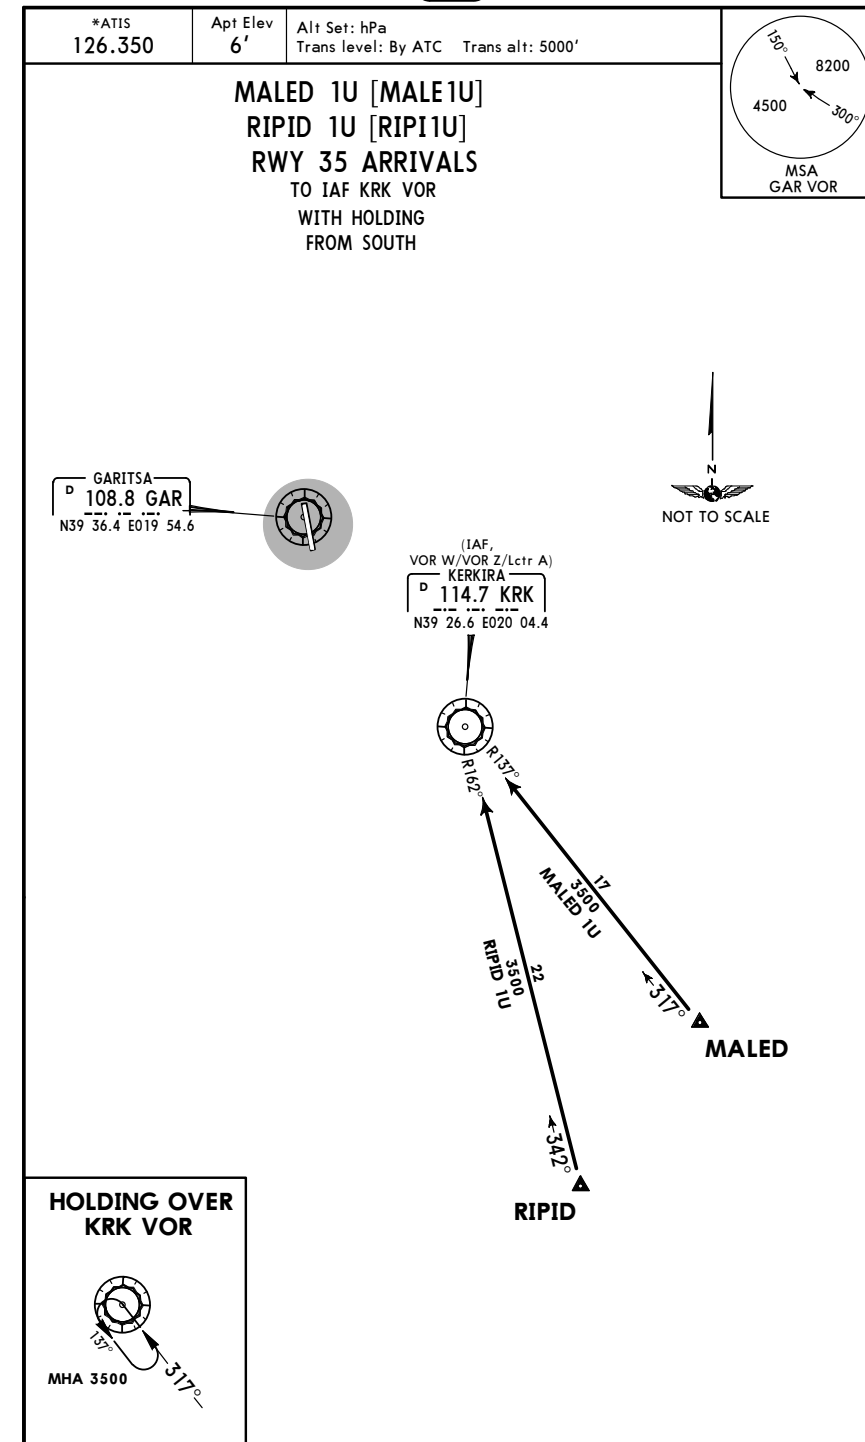 *ATIS
126.350
Apt Elev
6'
Alt Set: hPa
Trans level: By ATC Trans alt: 5000'
150°
8200
4500
300°
MSA
GAR VOR
MALED 1U [MALE1U]
RIPID 1U [RIPI1U]
RWY 35 ARRIVALS
TO IAF KRK VOR
WITH HOLDING
FROM SOUTH
N
NOT TO SCALE
GARITSA
D 108.8 GAR
N39 36.4 E019 54.6
(IAF,
VOR W/VOR Z/Lctr A)
KERKIRA
D 114.7 KRK
N39 26.6 E020 04.4
R137°
R162°
17
3500
MALED 1U
317°
MALED
22
3500
RIPID 1U
342°
RIPID
HOLDING OVER
KRK VOR
137°
317°
MHA 3500